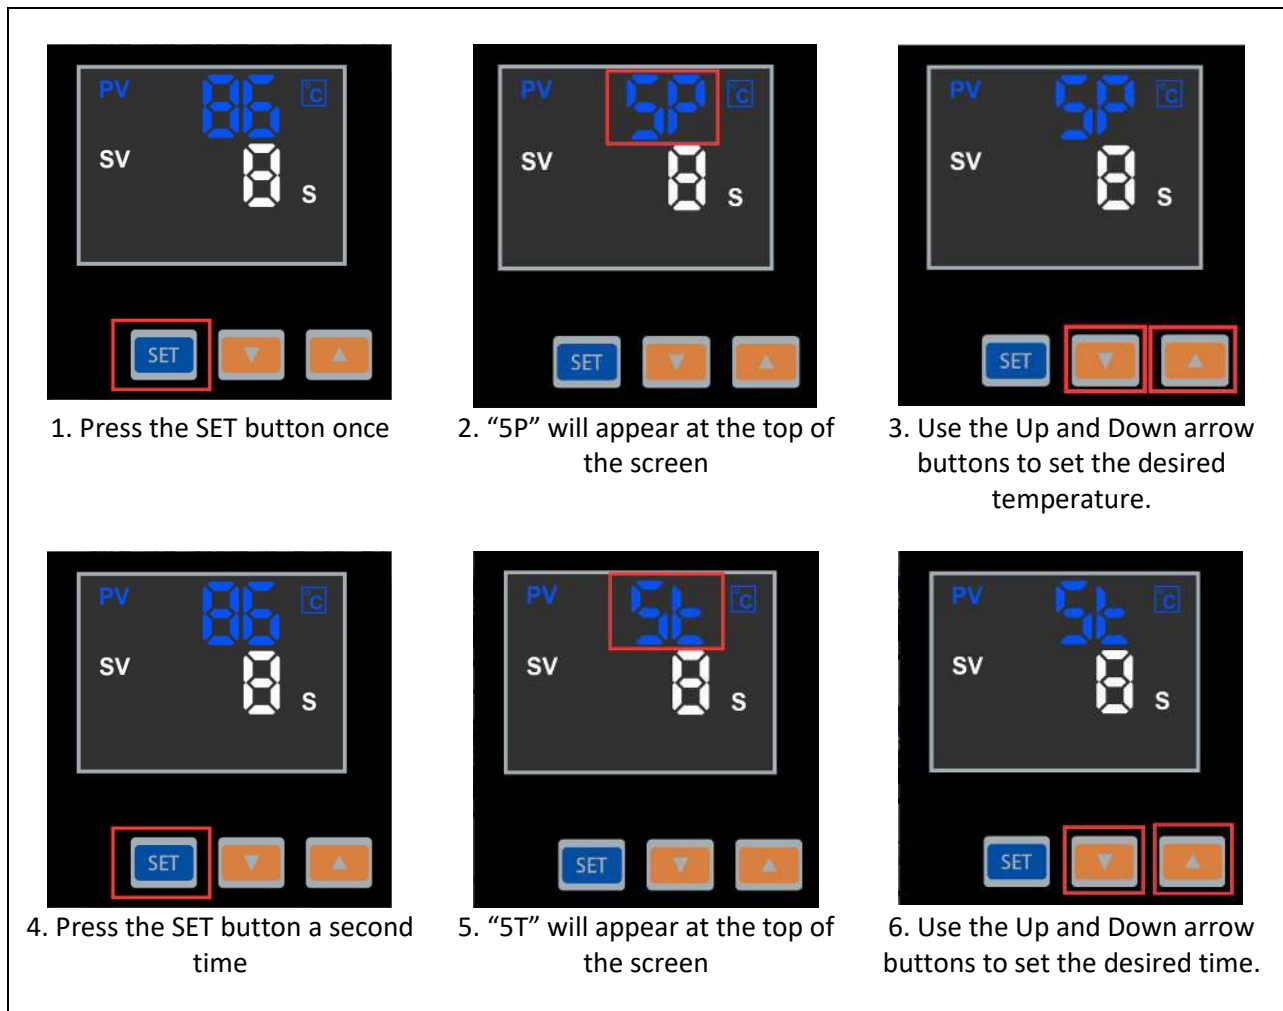 PV 86 °C
SV 8 S
SET ▼ ▲
1. Press the SET button once
PV 5P °C
SV 8 S
SET ▼ ▲
2. “5P” will appear at the top of
the screen
PV 5P °C
SV 8 S
SET ▼ ▲
3. Use the Up and Down arrow
buttons to set the desired
temperature.
PV 86 °C
SV 8 S
SET ▼ ▲
4. Press the SET button a second
time
PV 5t °C
SV 8 S
SET ▼ ▲
5. “5T” will appear at the top of
the screen
PV 5t °C
SV 8 S
SET ▼ ▲
6. Use the Up and Down arrow
buttons to set the desired time.